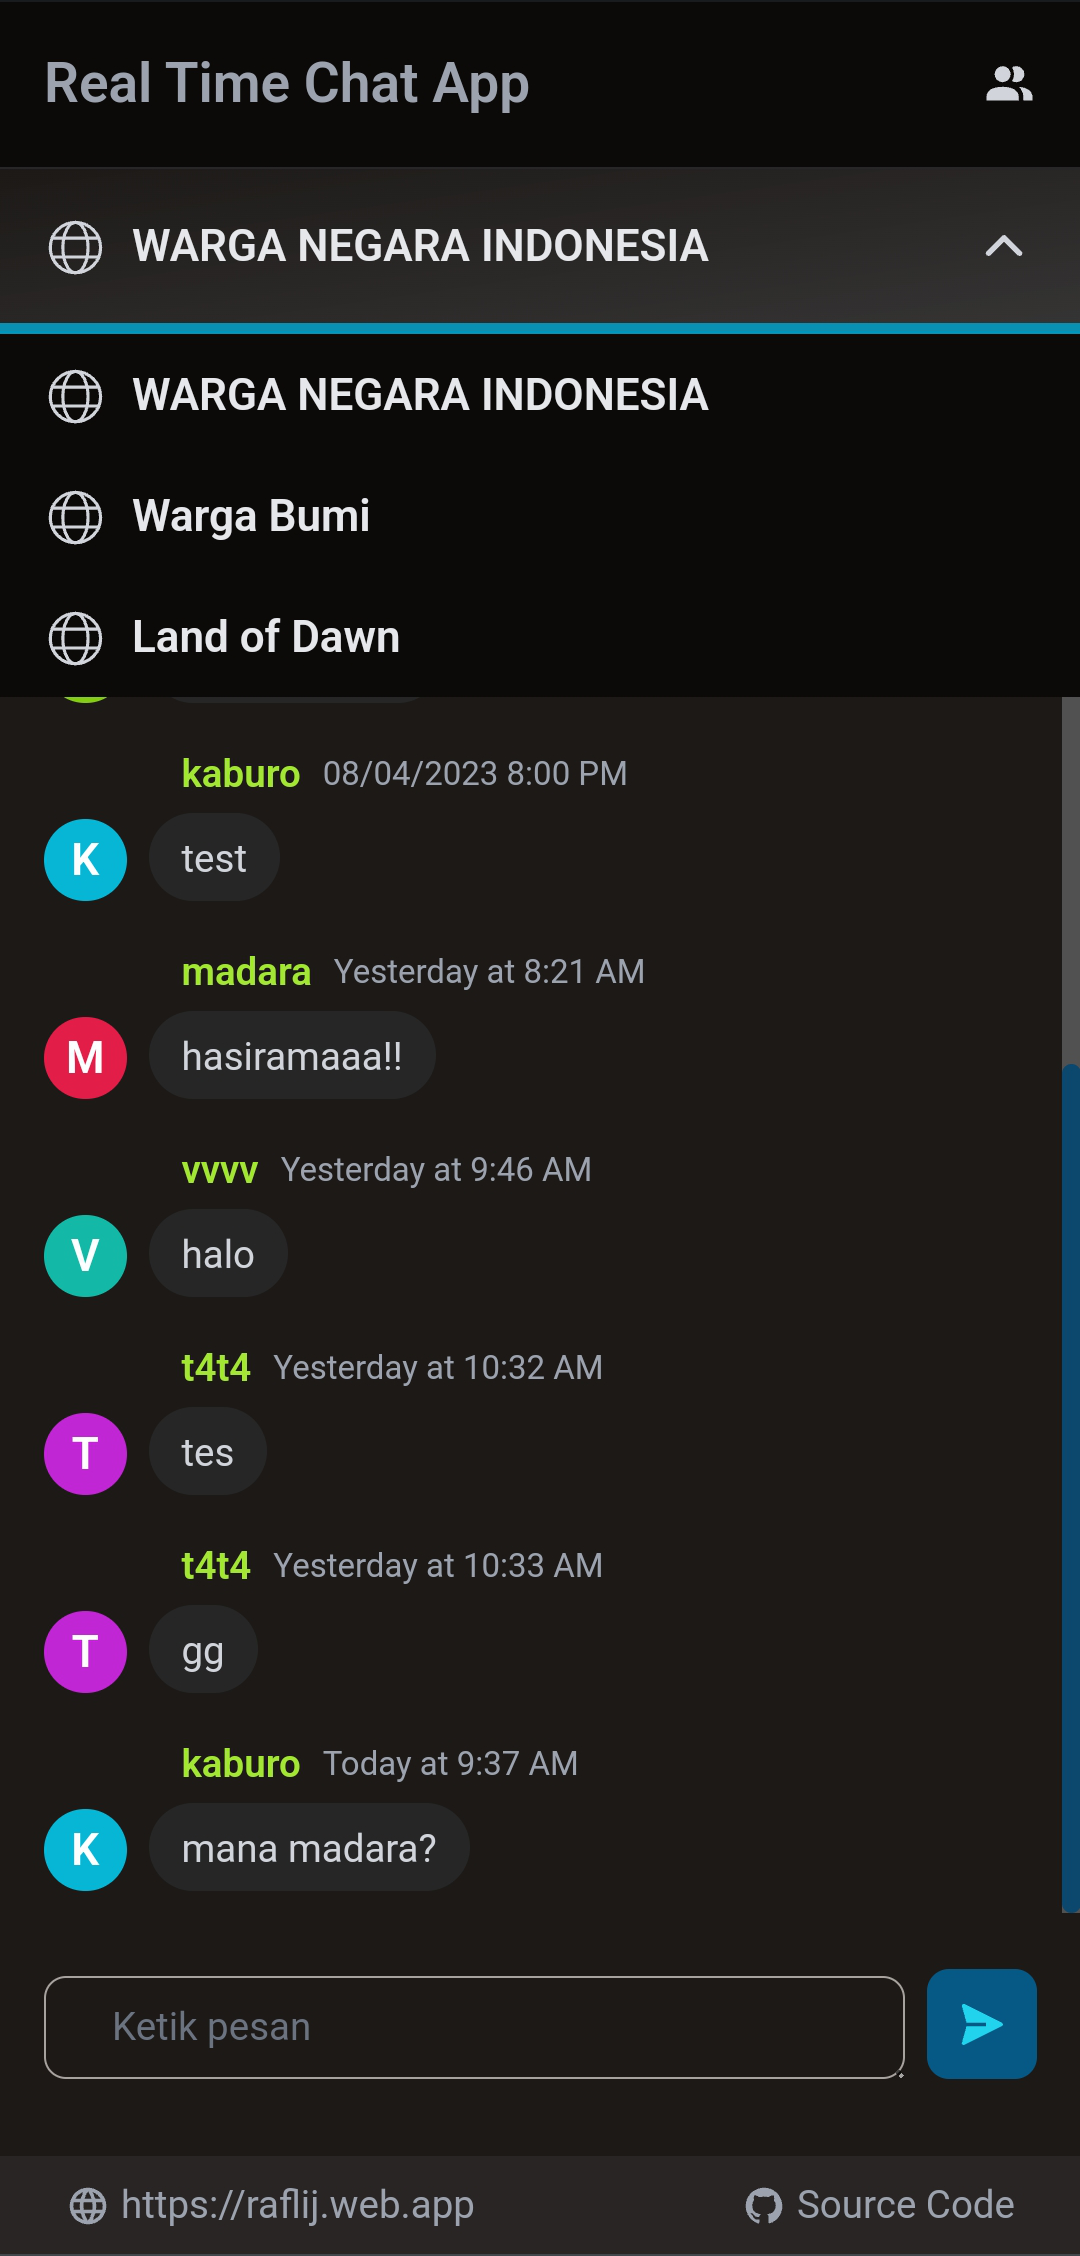 Real Time Chat App
WARGA NEGARA INDONESIA
WARGA NEGARA INDONESIA
Warga Bumi
Land of Dawn
kaburo 08/04/2023 8:00 PM
K test
madara Yesterday at 8:21 AM
M hasiramaaa!!
vvvv Yesterday at 9:46 AM
V halo
t4t4 Yesterday at 10:32 AM
T tes
t4t4 Yesterday at 10:33 AM
T gg
kaburo Today at 9:37 AM
K mana madara?
Ketik pesan
https://raflij.web.app Source Code